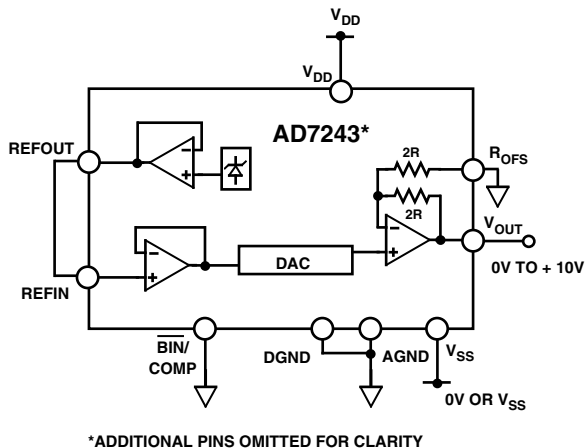 VDD
VDD
AD7243*
REFOUT
2R
ROFS
2R
VOUT
DAC
0V TO + 10V
REFIN
BIN/
COMP
DGND
AGND
VSS
0V OR VSS
*ADDITIONAL PINS OMITTED FOR CLARITY